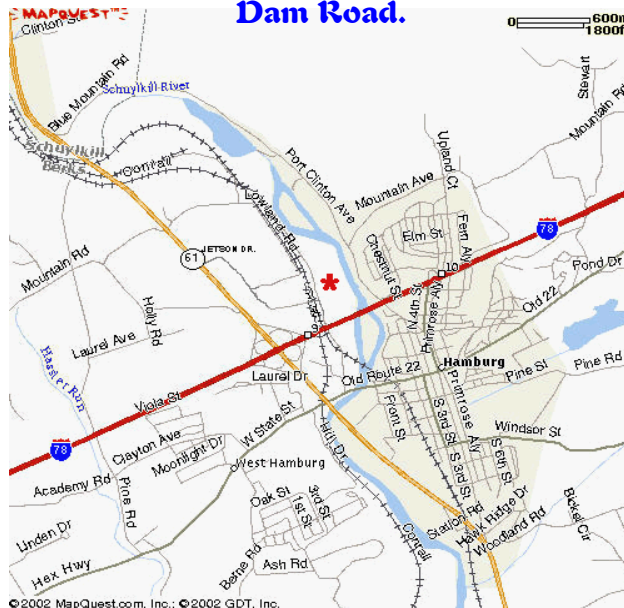 Dam Road.
MAPQUEST™
0 600m
1800ft
Clinton St
Blue Mountain Rd
Schuylkill River
Stewart
Mountain Rd
Schuylkill
Berks
Conrail
Port Clinton Ave
Upland Ct
Mountain Ave
Lowland Rd
Elm St
Fern Aly
78
Chestnut St
61
JETSON DR.
*
10
Pond Dr
Mountain Rd
N 4th St
Primrose Aly
Old 22
Holly Rd
Laurel Ave
9
Hassler Run
Laurel Dr
Old Route 22
Hamburg
Pine St
Pine Rd
Viola St
Primrose Aly
W State St
Front St
S 3rd St
Windsor St
78
Clayton Ave
Moonlight Dr
Hill Dr
S 3rd St
S 6th St
West Hamburg
Academy Rd
Pine Rd
Oak St
3rd St
1st St
Station Rd
Hawk Ridge Dr
Woodland Rd
Bickel Cir
Linden Dr
Conrail
Hex Hwy
Berne Rd
Ash Rd
©2002 MapQuest.com, Inc.; ©2002 GDT, Inc.